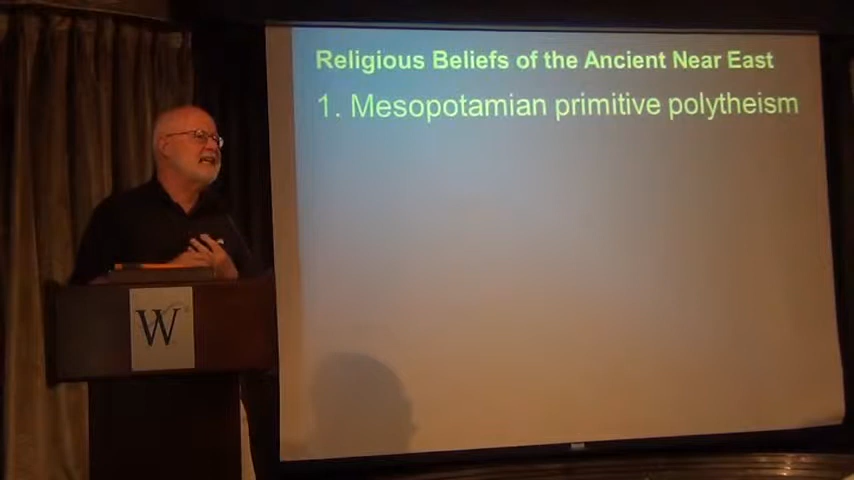 Religious Beliefs of the Ancient Near East
1. Mesopotamian primitive polytheism
W